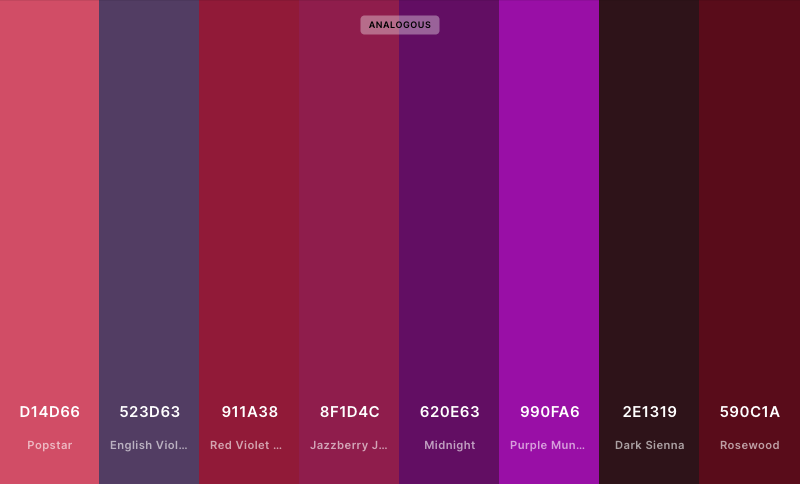 ANALOGOUS
D14D66 523D63 911A38 8F1D4C 620E63 990FA6 2E1319 590C1A
Popstar English Viol... Red Violet ... Jazzberry J... Midnight Purple Mun... Dark Sienna Rosewood